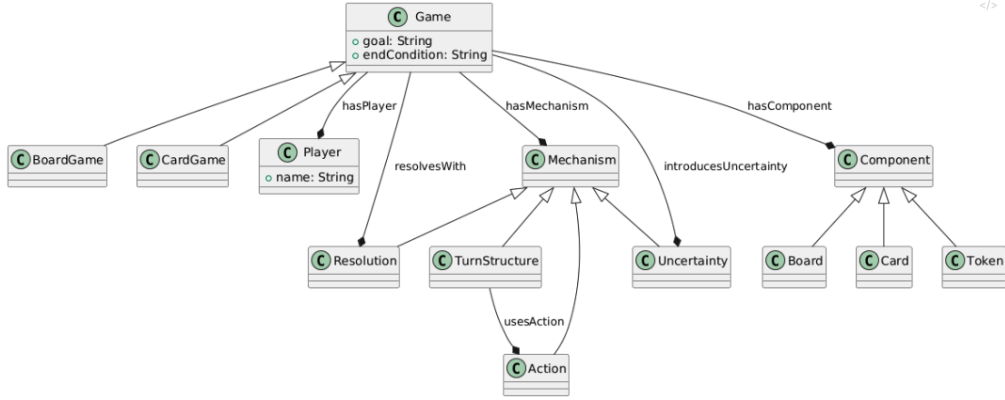 </>
C Game
goal: String
endCondition: String
hasPlayer
hasMechanism
hasComponent
C BoardGame
C CardGame
C Player
name: String
resolvesWith
C Mechanism
introducesUncertainty
C Component
C Resolution
C TurnStructure
C Uncertainty
C Board
C Card
C Token
usesAction
C Action